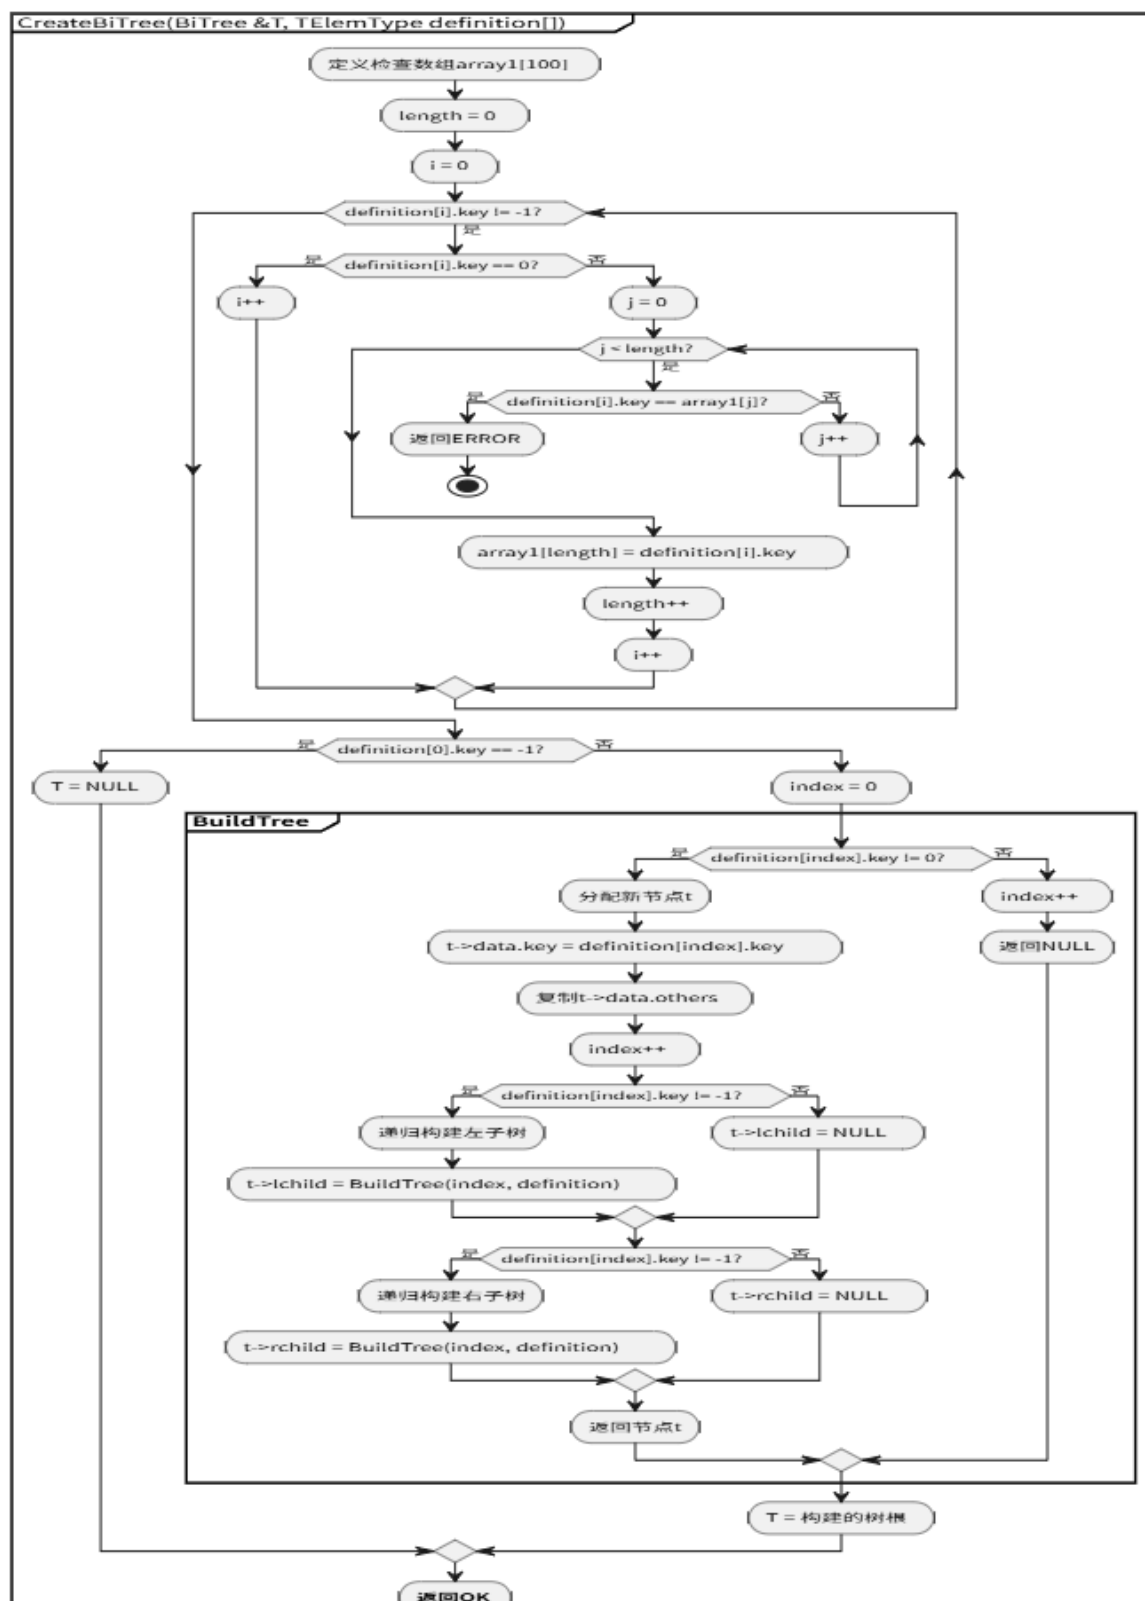 CreateBiTree(BiTree &T, TElemType definition[])
定义检查数组array1[100]
length = 0
i = 0
definition[i].key != -1?
是
是
definition[i].key == 0?
否
i++
j = 0
j < length?
是
是
definition[i].key == array1[j]?
否
返回ERROR
j++
array1[length] = definition[i].key
length++
i++
是
definition[0].key == -1?
否
T = NULL
index = 0
BuildTree
是
definition[index].key != 0?
否
分配新节点t
index++
t->data.key = definition[index].key
返回NULL
复制t->data.others
index++
是
definition[index].key != -1?
否
递归构建左子树
t->lchild = NULL
t->lchild = BuildTree(index, definition)
是
definition[index].key != -1?
否
递归构建右子树
t->rchild = NULL
t->rchild = BuildTree(index, definition)
返回节点t
T = 构建的树根
返回OK